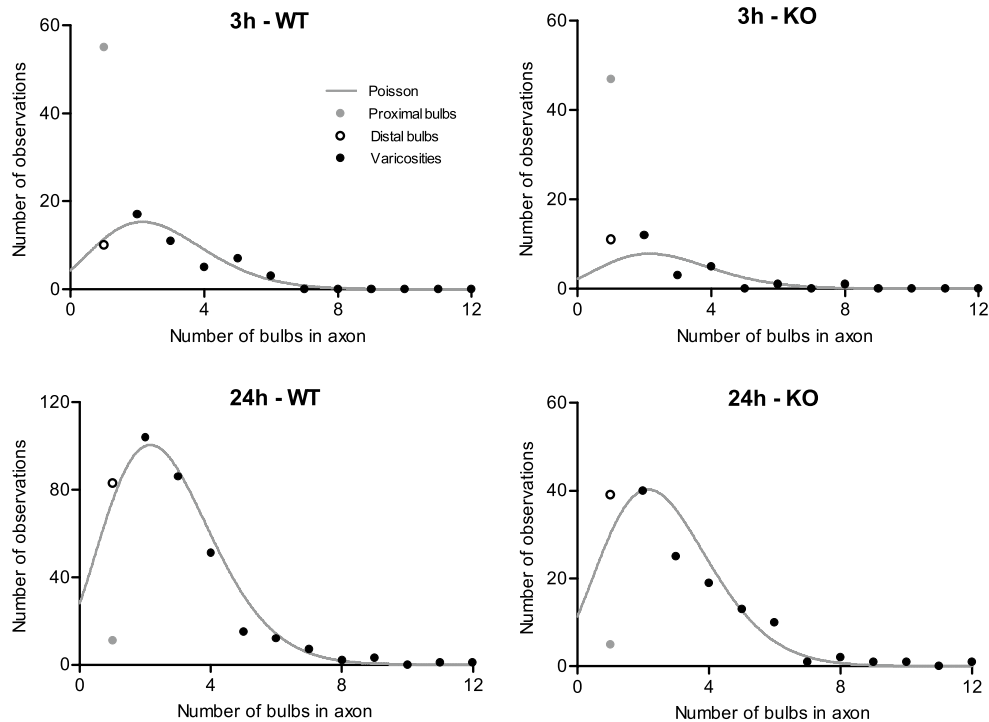 3h - WT
Number of observations
60
40
20
0
0 4 8 12
Number of bulbs in axon
Poisson
Proximal bulbs
Distal bulbs
Varicosities
3h - KO
Number of observations
60
40
20
0
0 4 8 12
Number of bulbs in axon
24h - WT
Number of observations
120
80
40
0
0 4 8 12
Number of bulbs in axon
24h - KO
Number of observations
60
40
20
0
0 4 8 12
Number of bulbs in axon